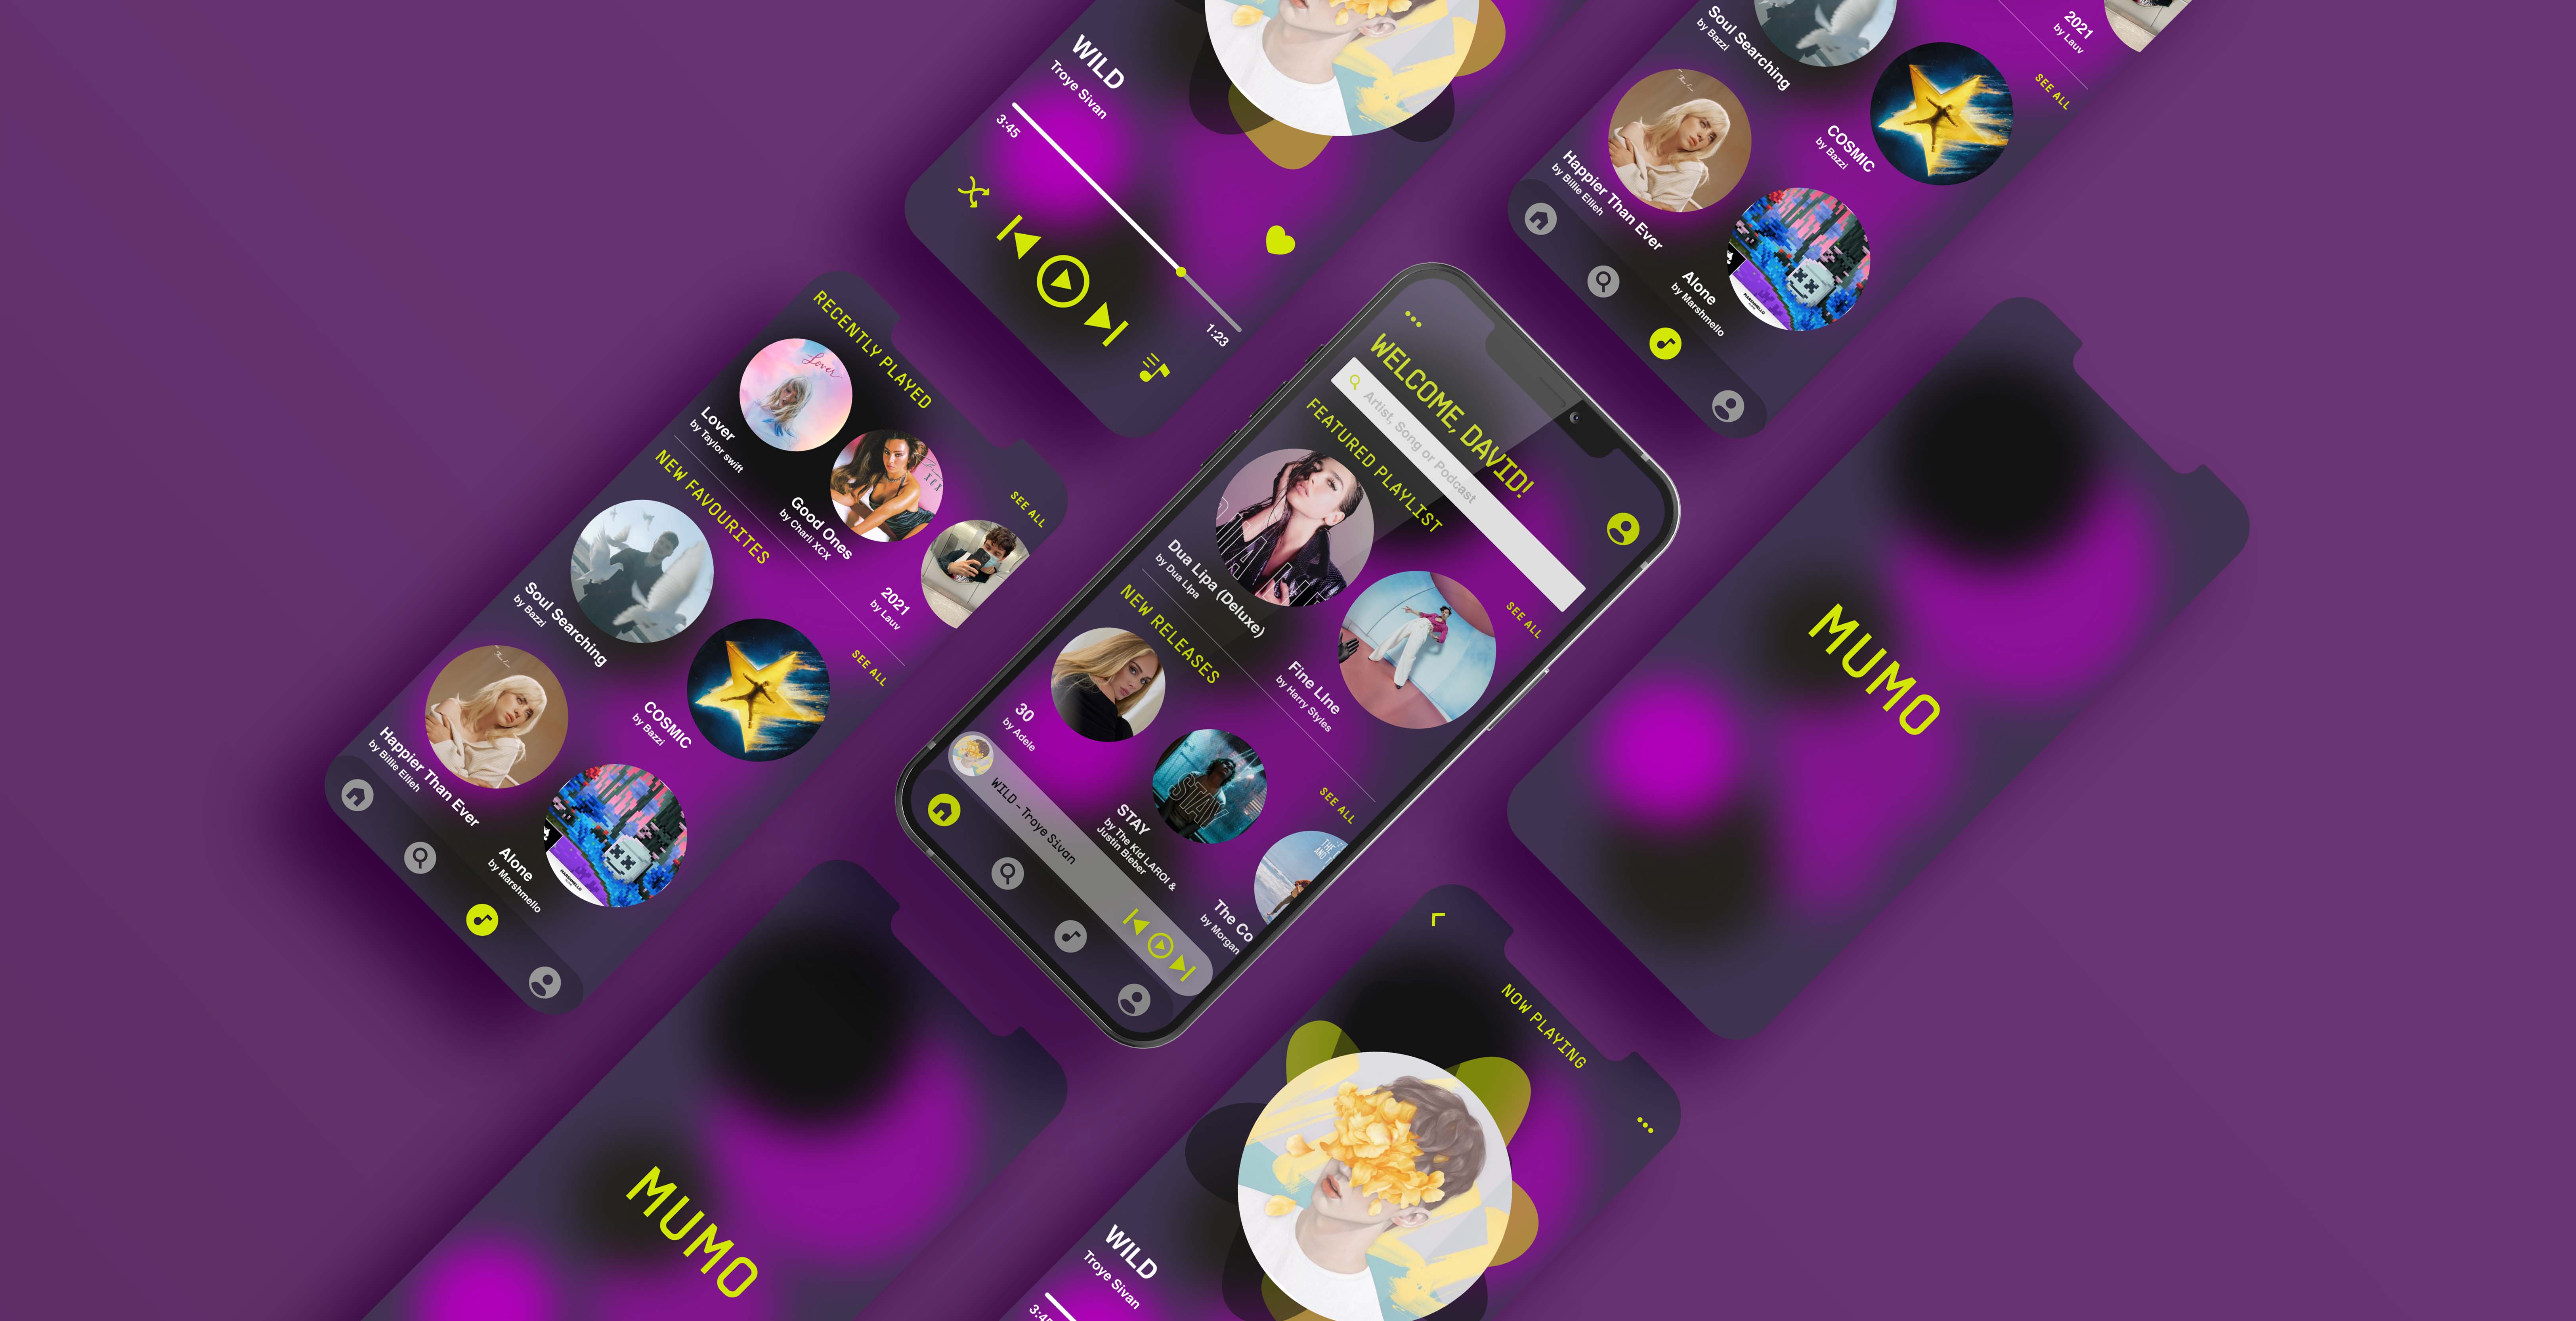 WILD
Troye Sivan
3:45
1:23
Soul Searching
by Bazzi
2021
by Lauv
SEE ALL
COSMIC
by Bazzi
Happier Than Ever
by Billie Eilieh
Alone
by Marshmello
RECENTLY PLAYED
Lover
Lover
by Taylor swift
Good Ones
by Charli XCX
SEE ALL
2021
by Lauv
NEW FAVOURITES
SEE ALL
Soul Searching
by Bazzi
COSMIC
by Bazzi
Happier Than Ever
by Billie Eilieh
Alone
by Marshmello
WELCOME, DAVID!
Artist, Song or Podcast
FEATURED PLAYLIST
SEE ALL
Dua Lipa (Deluxe)
by Dua LIpa
Fine LIne
by Harry Styles
NEW RELEASES
SEE ALL
30
by Adele
STAY
STAY
by The Kid LAROI &
Justin Bieber
The Co
by Morgan
WILD - Troye Sivan
MUMO
MUMO
NOW PLAYING
WILD
Troye Sivan
3:45